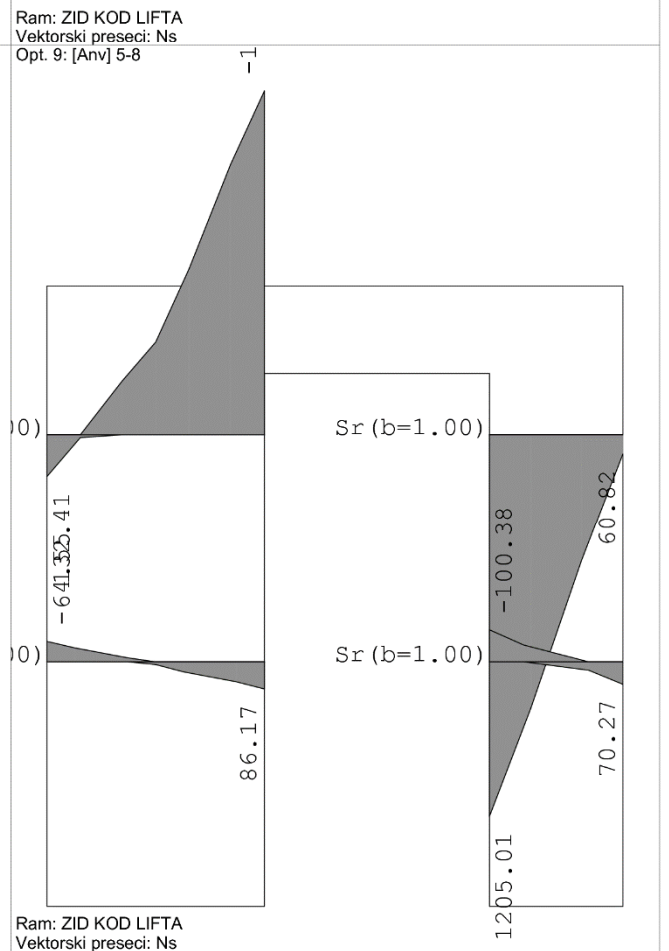 Ram: ZID KOD LIFTA
Vektorski preseci: Ns
Opt. 9: [Anv] 5-8
-1
00)
Sr(b=1.00)
-100.38
60.82
00)
Sr(b=1.00)
86.17
70.27
1205.01
Ram: ZID KOD LIFTA
Vektorski preseci: Ns